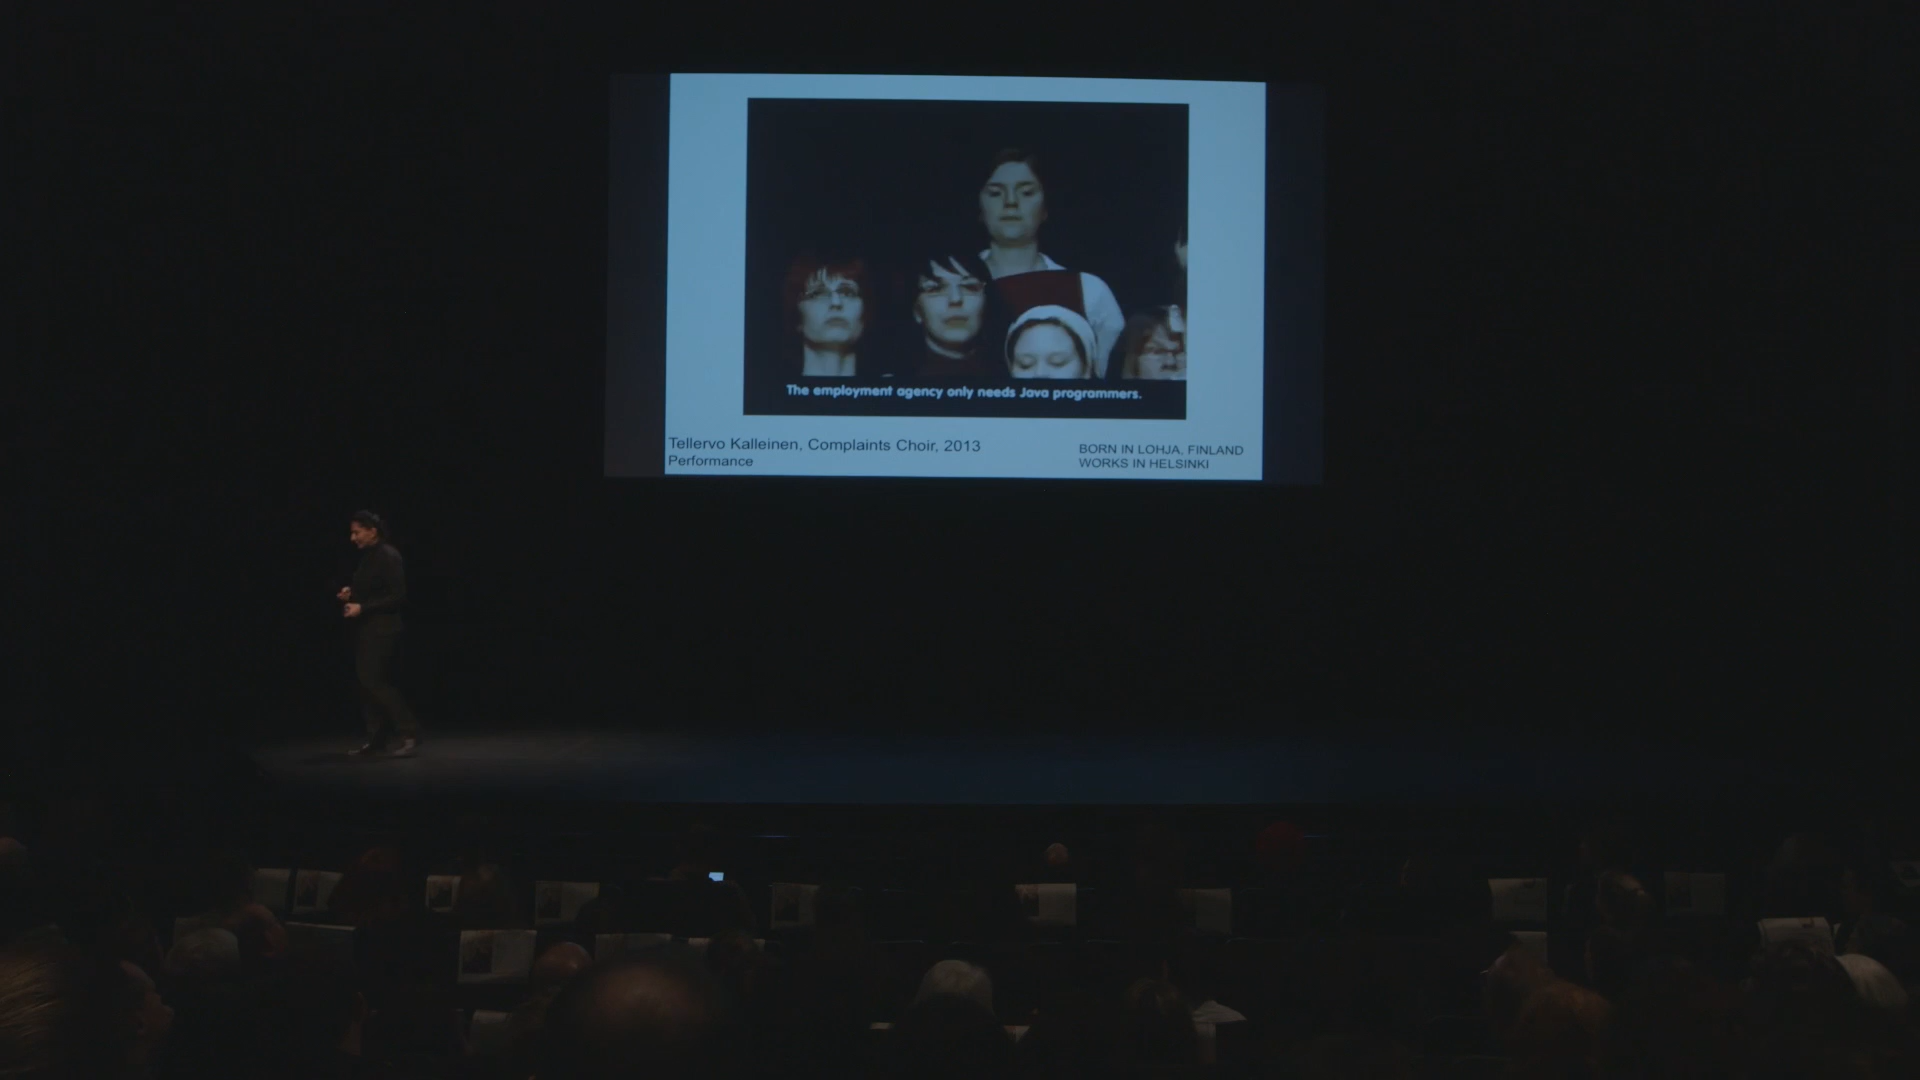 The employment agency only needs Java programmers.
Tellervo Kalleinen, Complaints Choir, 2013
Performance
BORN IN LOHJA, FINLAND
WORKS IN HELSINKI